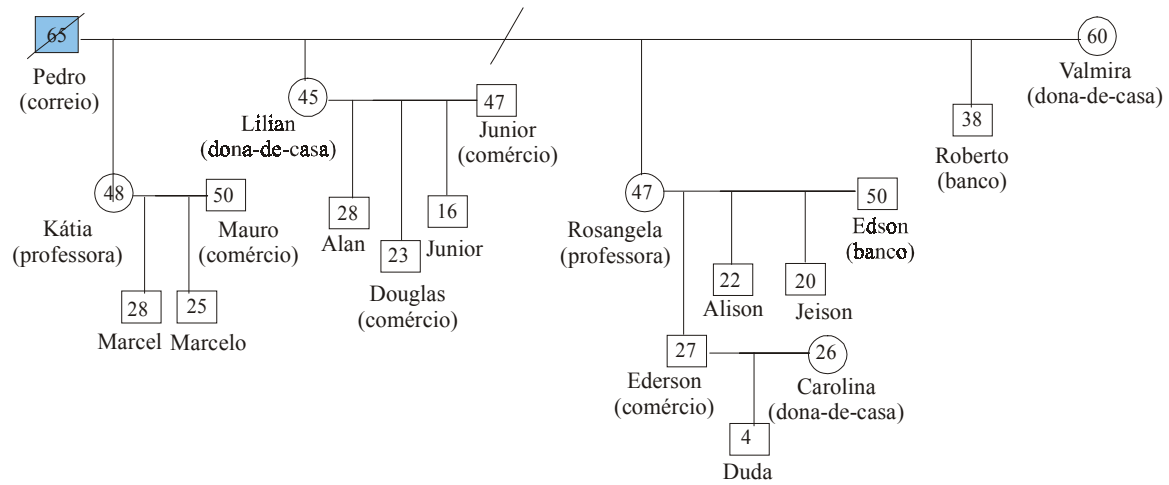 65
Pedro
(correio)
60
Valmira
(dona-de-casa)
45
Lilian
(dona-de-casa)
47
Junior
(comércio)
38
Roberto
(banco)
48
Kátia
(professora)
50
Mauro
(comércio)
28
Alan
23
Douglas
(comércio)
16
Junior
47
Rosangela
(professora)
50
Edson
(banco)
28
Marcel
25
Marcelo
22
Alison
20
Jeison
27
Ederson
(comércio)
26
Carolina
(dona-de-casa)
4
Duda